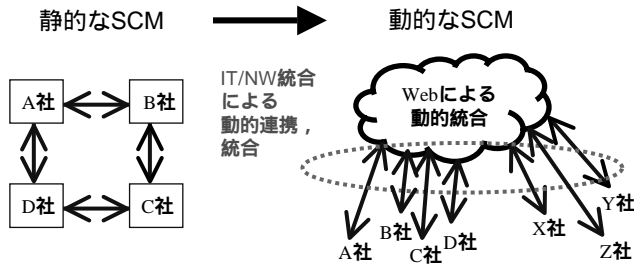 静的なSCM
動的なSCM
A社
B社
D社
C社
IT/NW統合
による
動的連携，
統合
Webによる
動的統合
A社
B社
C社
D社
X社
Z社
Y社